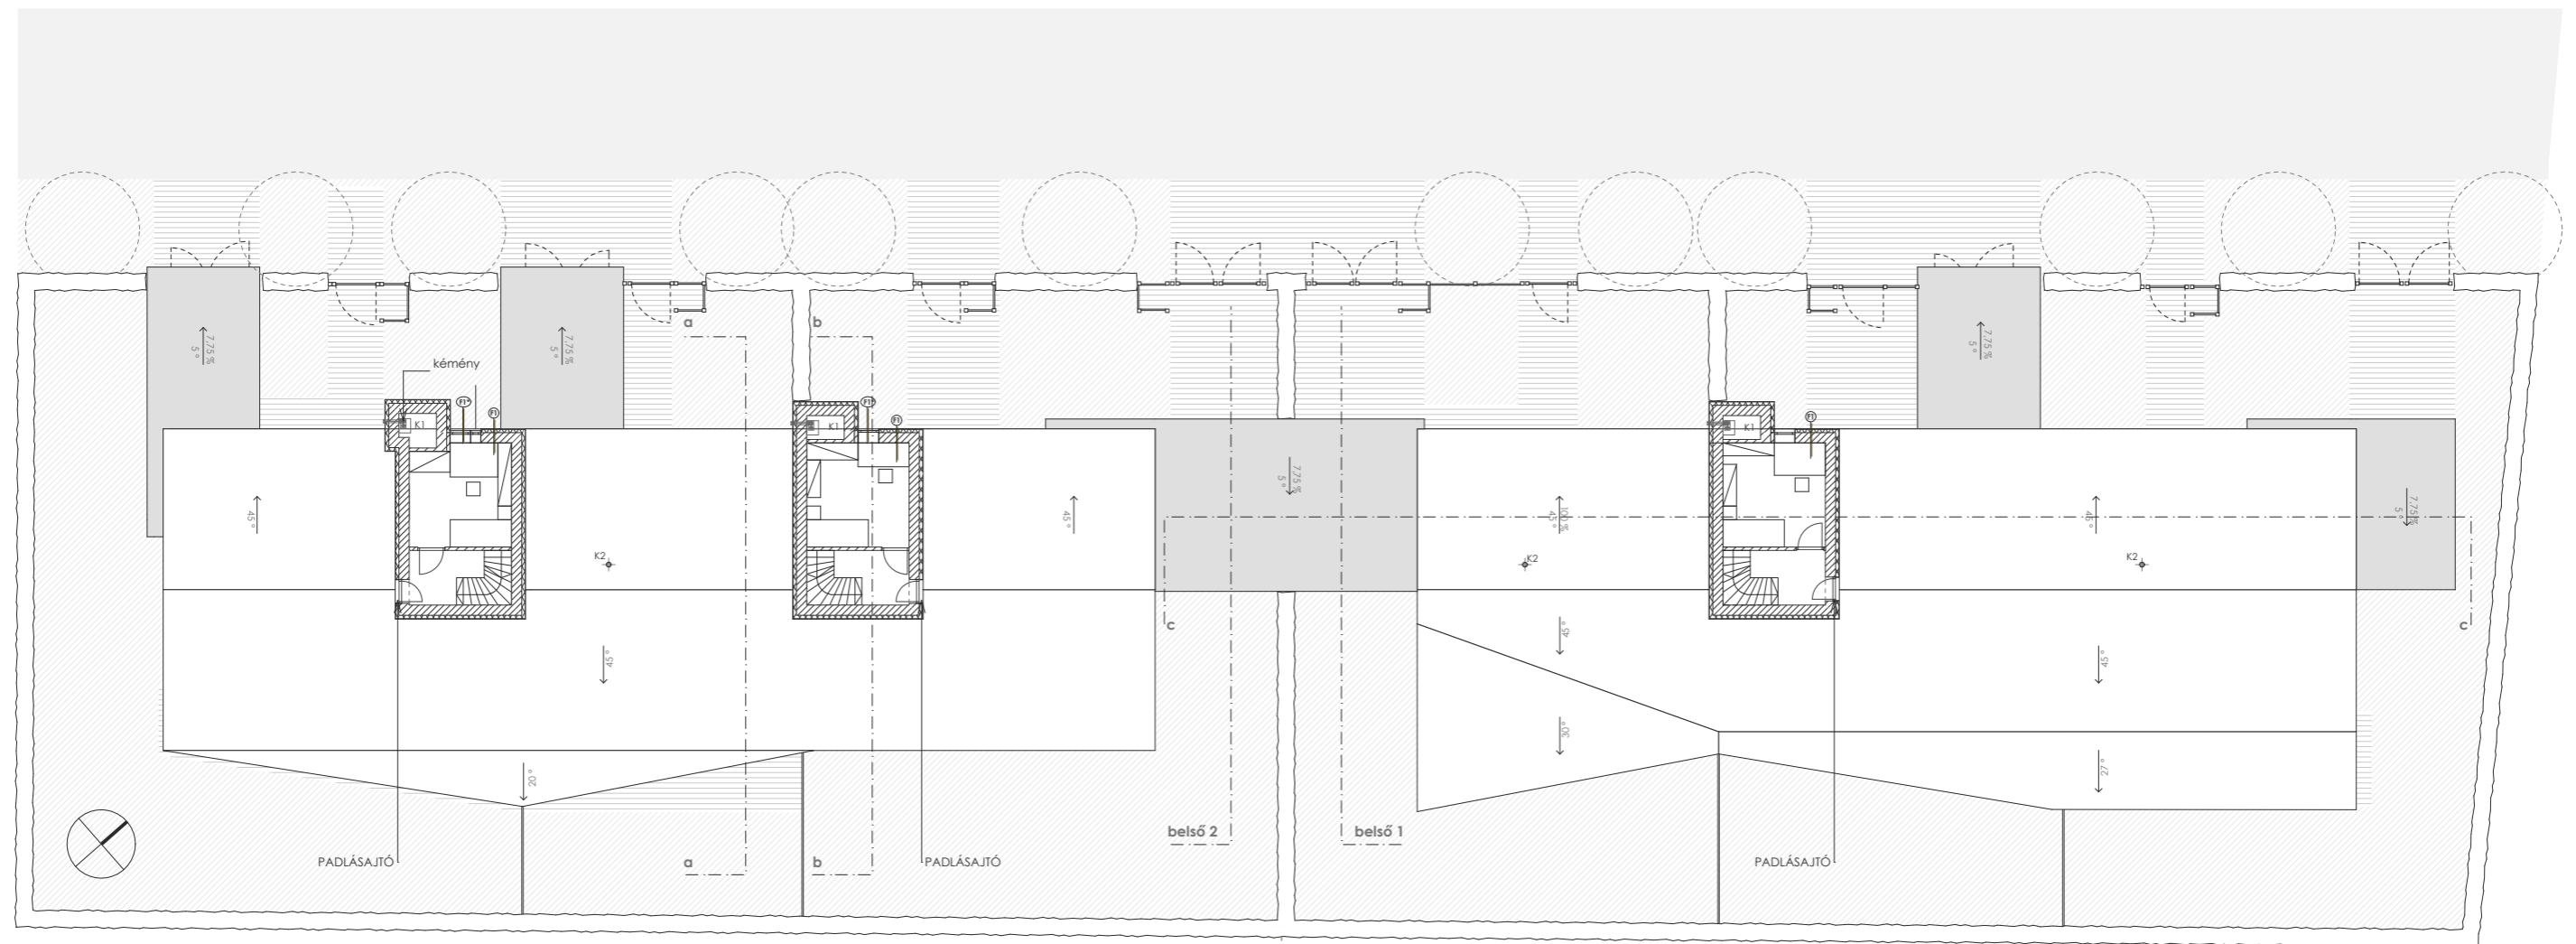 a
b
7.75 %
5 °
7.75 %
5 °
7.75 %
5 °
kémény
F1*
F1
F1*
F1
F1
K1
K1
K1
7.75 %
5 °
7.75 %
5 °
45 °
45 °
100 %
45 °
45 °
K2
K2
K2
c
c
45 °
45 °
45 °
30°
20 °
27 °
belső 2
belső 1
PADLÁSAJTÓ
a
b
PADLÁSAJTÓ
PADLÁSAJTÓ